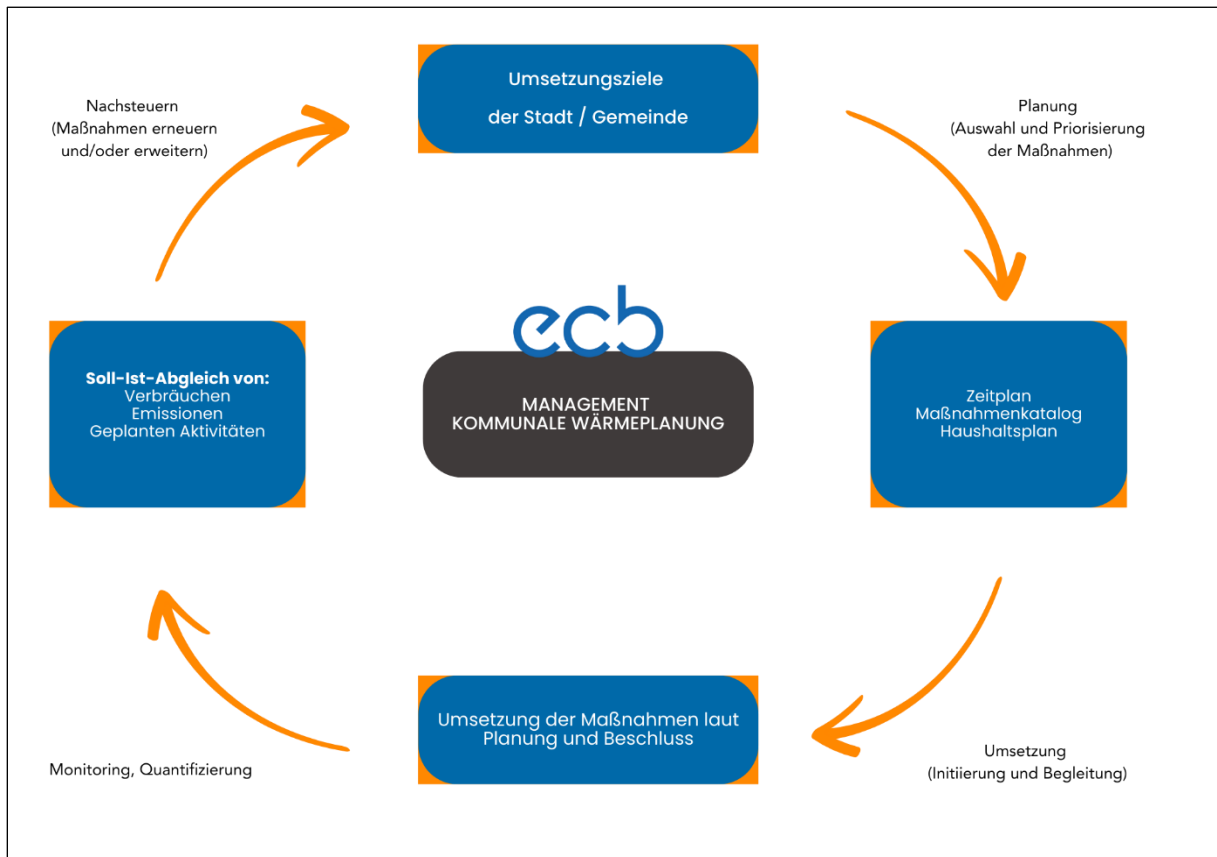 Umsetzungsziele
der Stadt / Gemeinde
Nachsteuern
(Maßnahmen erneuern
und/oder erweitern)
Planung
(Auswahl und Priorisierung
der Maßnahmen)
ecb
MANAGEMENT
KOMMUNALE WÄRMEPLANUNG
Soll-Ist-Abgleich von:
Verbräuchen
Emissionen
Geplanten Aktivitäten
Zeitplan
Maßnahmenkatalog
Haushaltsplan
Umsetzung der Maßnahmen laut
Planung und Beschluss
Monitoring, Quantifizierung
Umsetzung
(Initiierung und Begleitung)